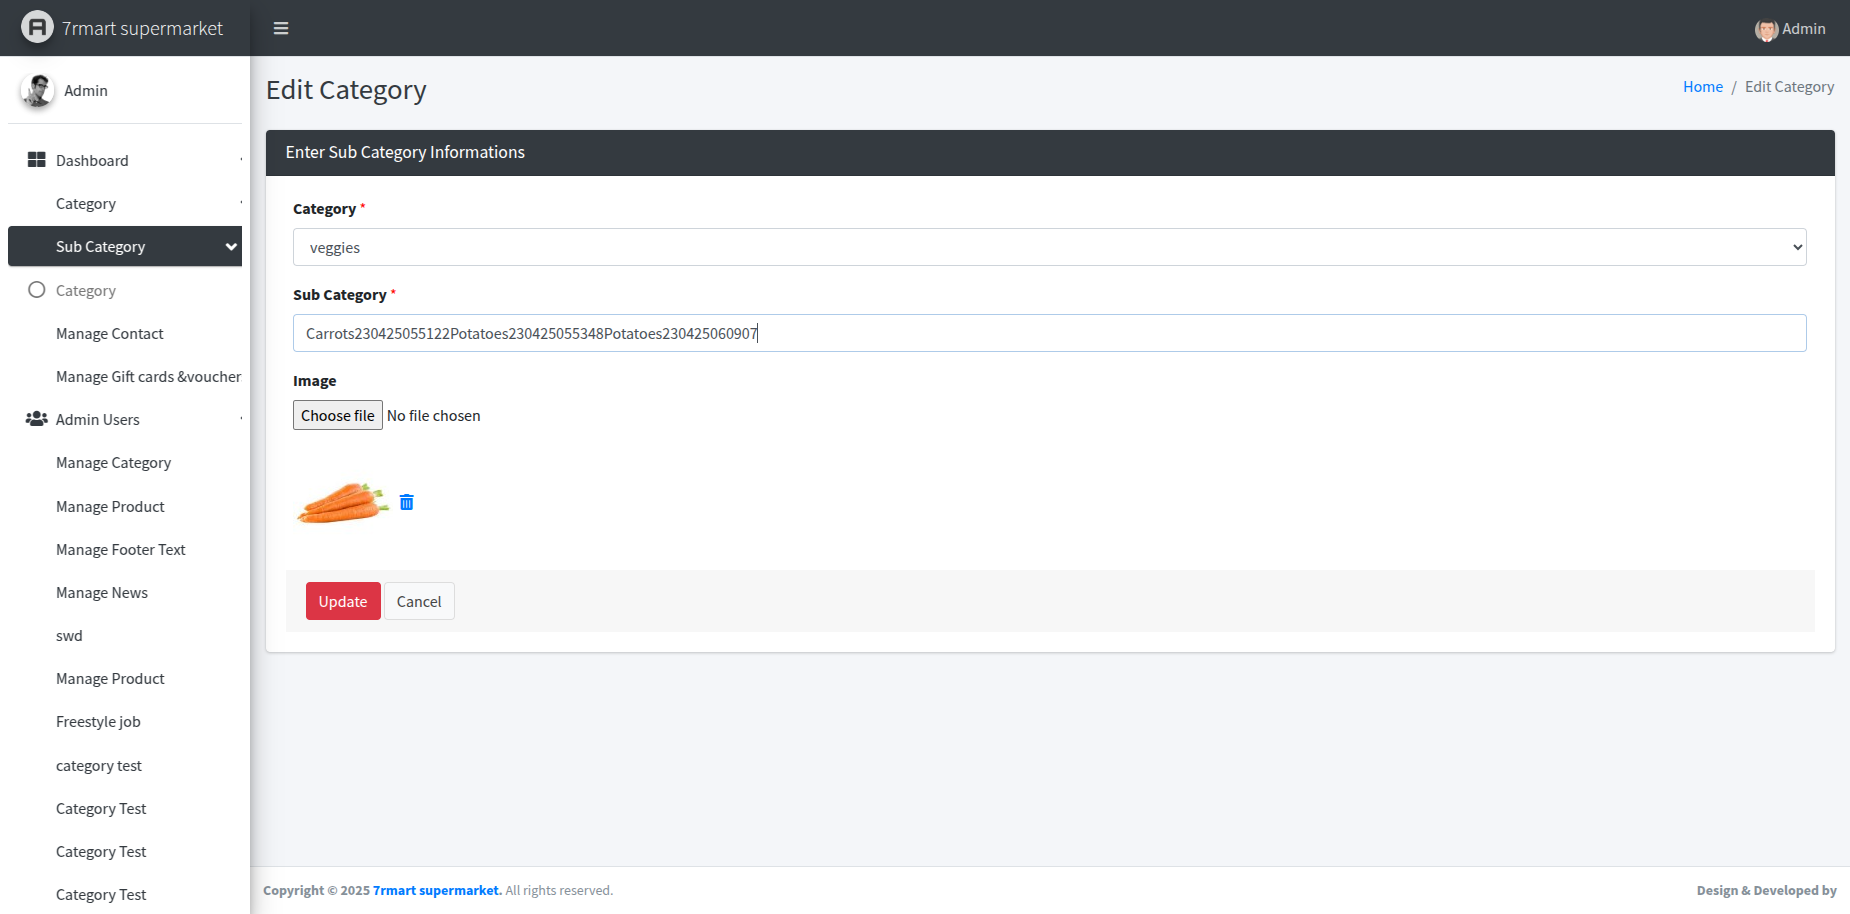 7rmart supermarket
Admin
Admin
Dashboard
Category
Sub Category
Category
Manage Contact
Manage Gift cards &voucher
Admin Users
Manage Category
Manage Product
Manage Footer Text
Manage News
swd
Manage Product
Freestyle job
category test
Category Test
Category Test
Category Test
Edit Category
Home / Edit Category
Enter Sub Category Informations
Category *
veggies
Sub Category *
Carrots230425055122Potatoes230425055348Potatoes230425060907
Image
Choose file No file chosen
Update Cancel
Copyright © 2025 7rmart supermarket. All rights reserved.
Design & Developed by